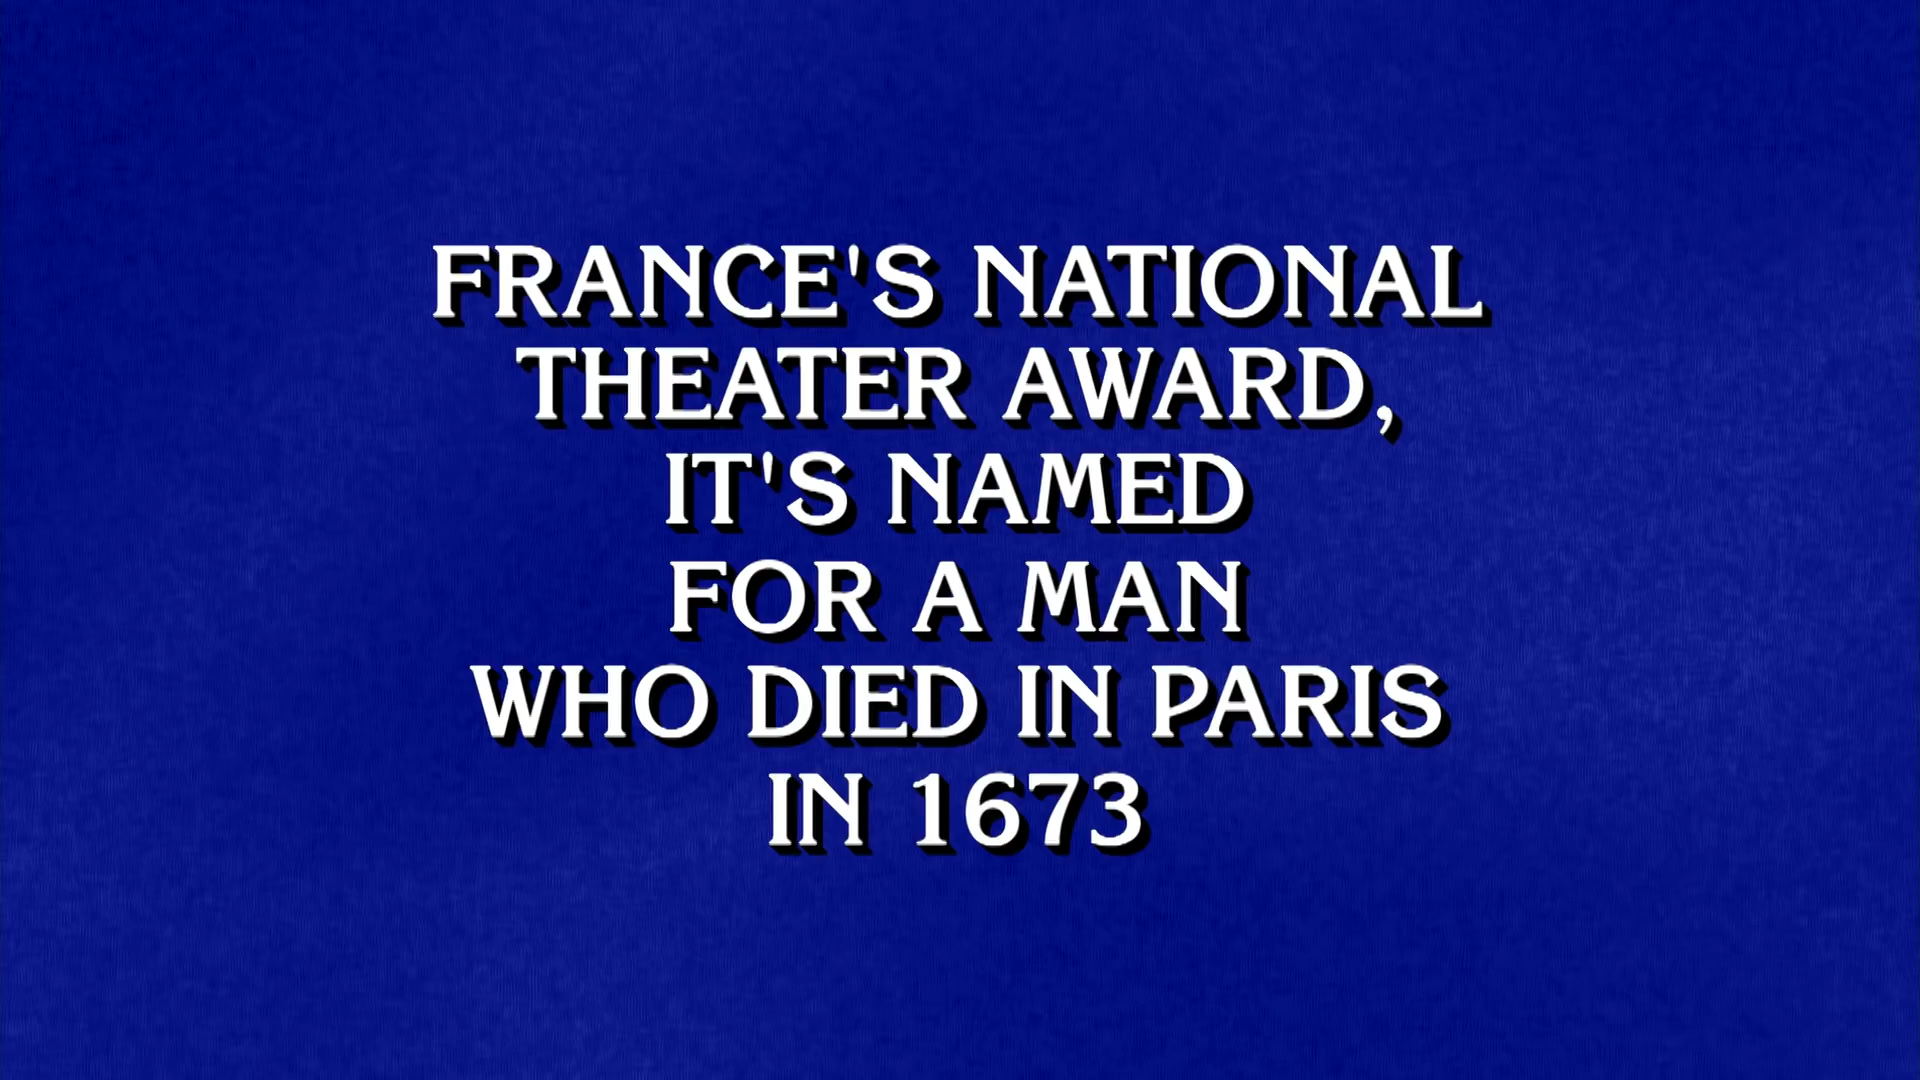 FRANCE'S NATIONAL
THEATER AWARD,
IT'S NAMED
FOR A MAN
WHO DIED IN PARIS
IN 1673